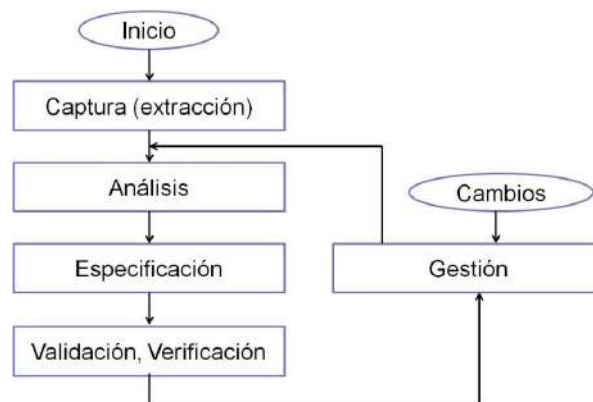 Inicio
Captura (extracción)
Análisis
Especificación
Validación, Verificación
Cambios
Gestión